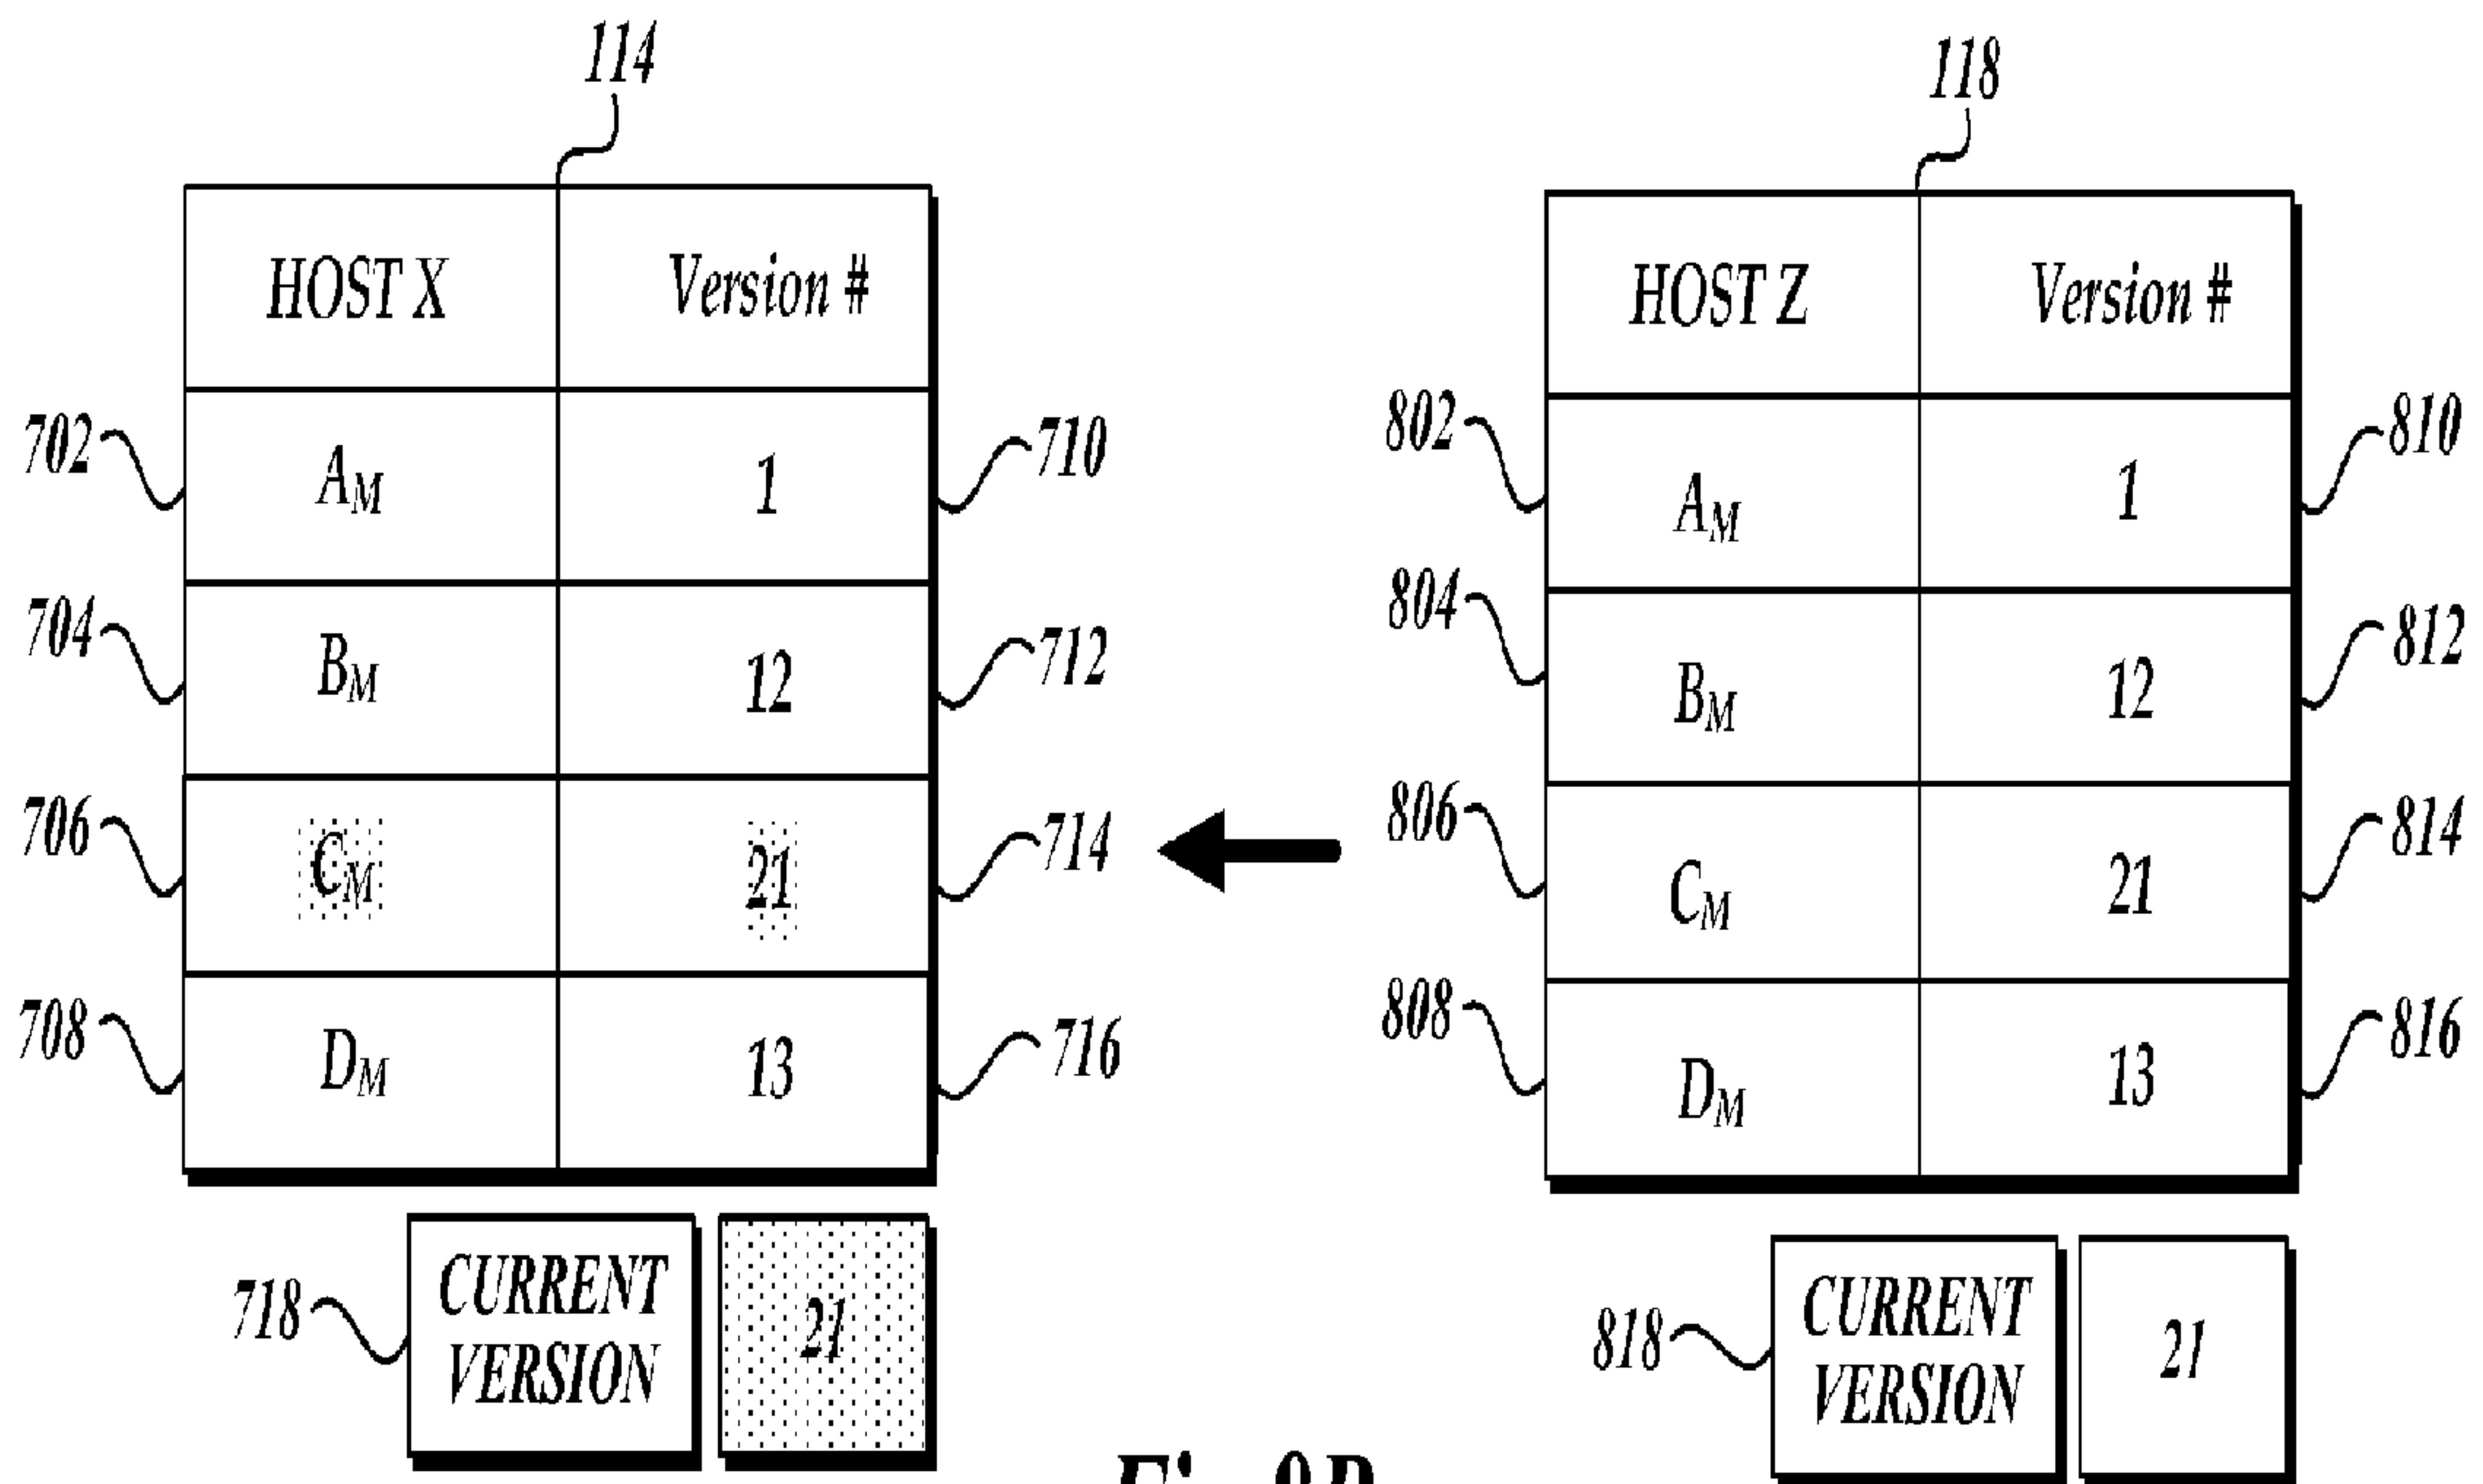 114
118
HOST X Version #
HOST Z Version #
702 A_M 1 710
802 A_M 1 810
704 B_M 12 712
804 B_M 12 812
706 C_M 21 714
806 C_M 21 814
708 D_M 13 716
808 D_M 13 816
718 CURRENT VERSION 21
818 CURRENT VERSION 21